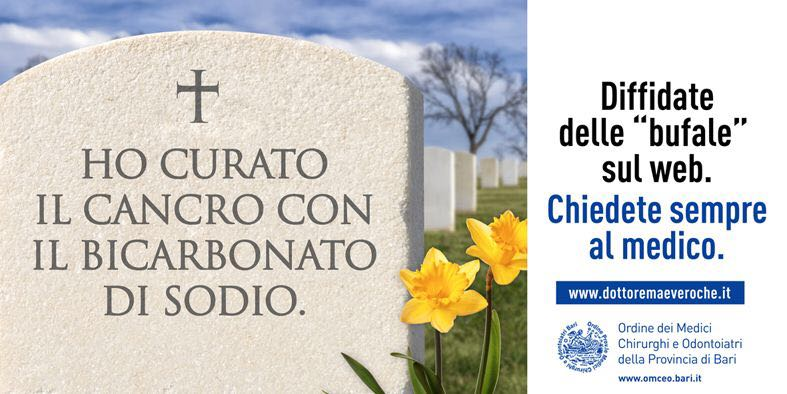 HO CURATO
IL CANCRO CON
IL BICARBONATO
DI SODIO.
Diffidate
delle “bufale”
sul web.
Chiedete sempre
al medico.
www.dottoremaeveroche.it
Ordine dei Medici
Chirurghi e Odontoiatri
della Provincia di Bari
www.omceo.bari.it